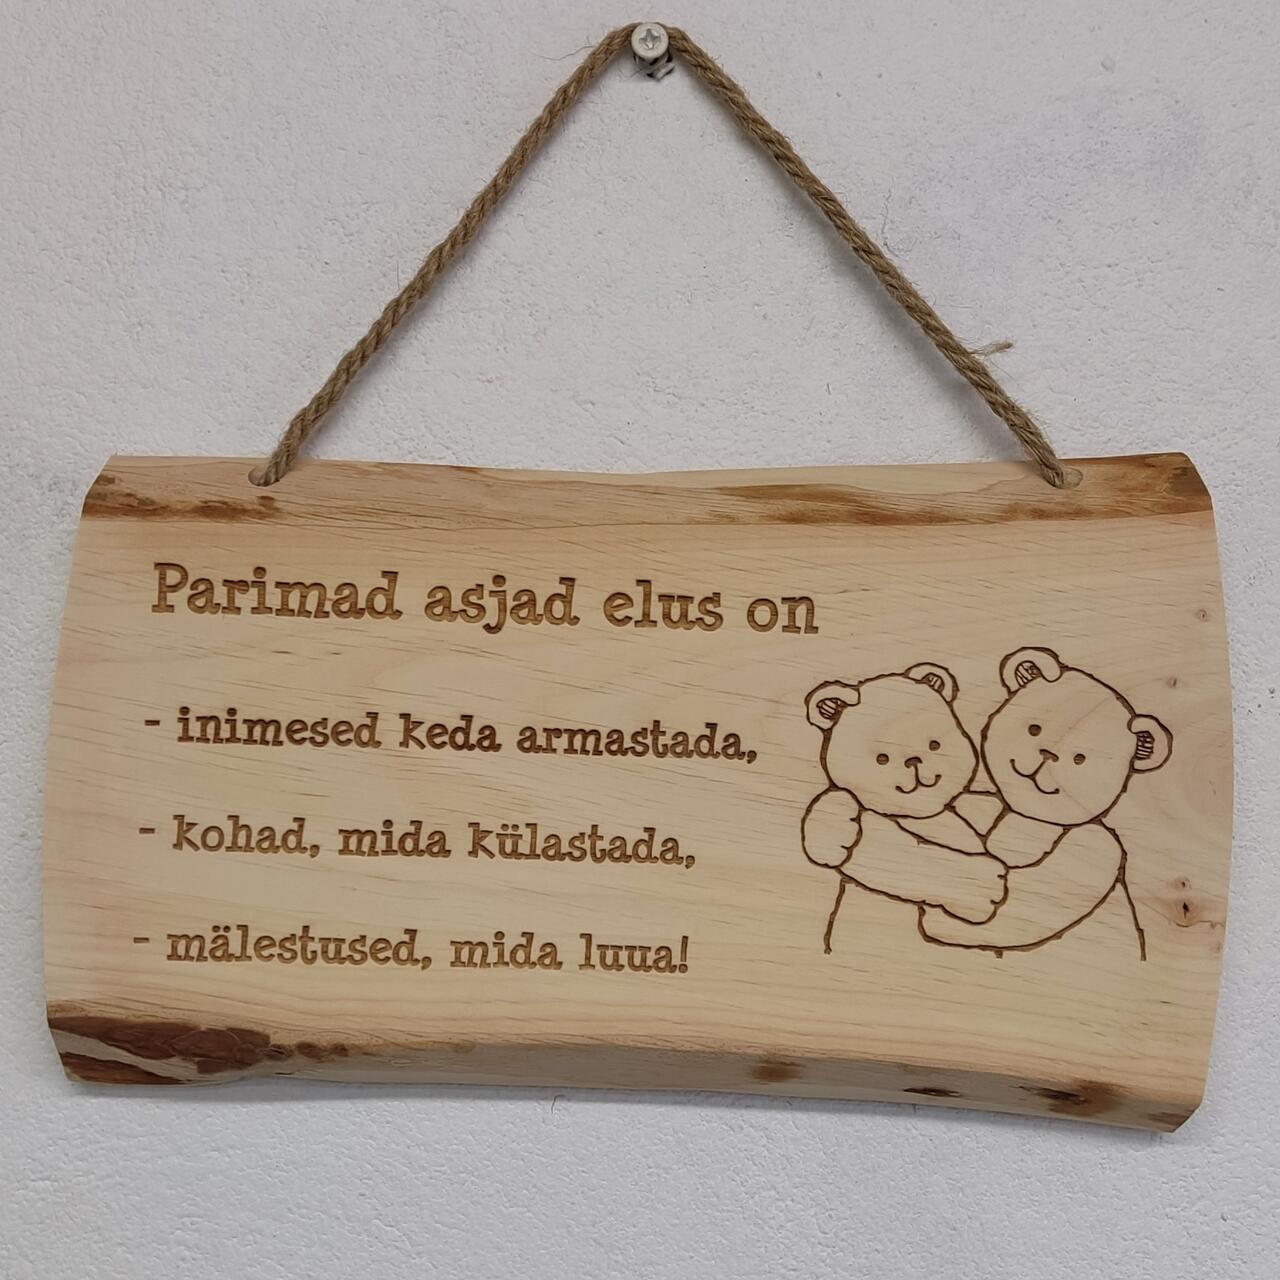 Parimad asjad elus on
- inimesed keda armastada,
- kohad, mida külastada,
- mälestused, mida luua!